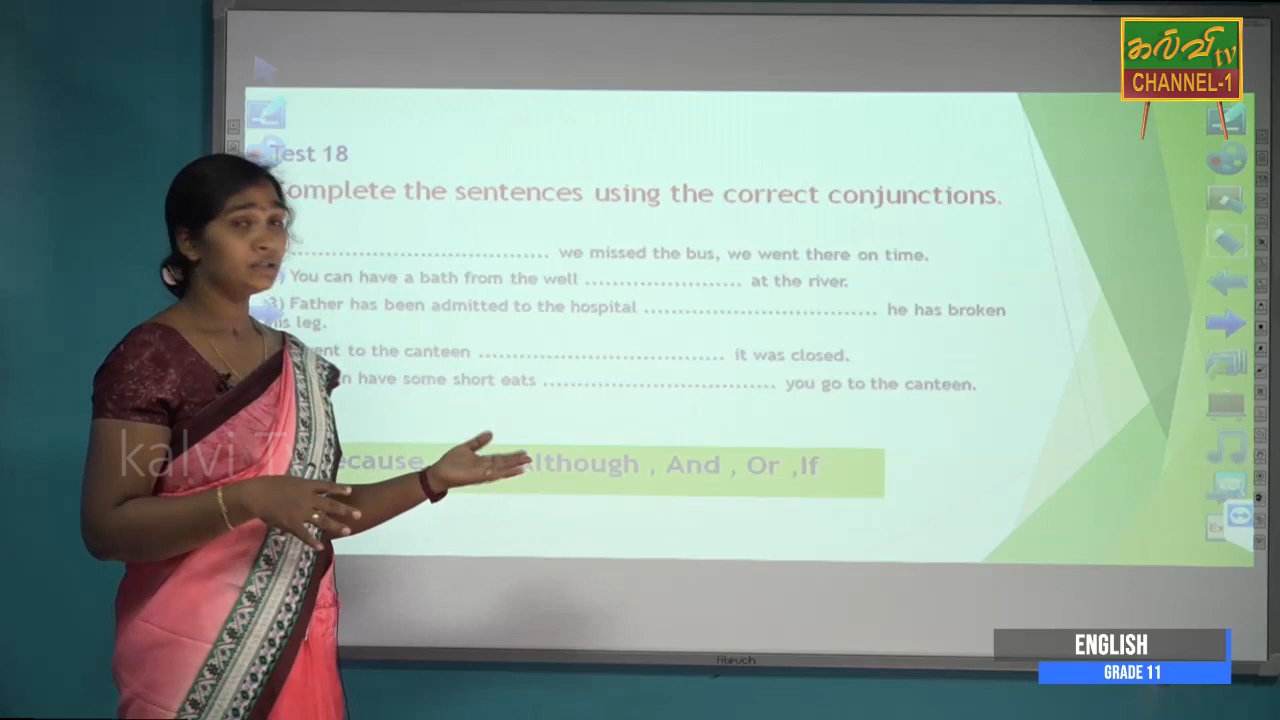 கல்வி tv
CHANNEL-1
Test 18
omplete the sentences using the correct conjunctions.
.................................... we missed the bus, we went there on time.
) You can have a bath from the well ...................... at the river.
3) Father has been admitted to the hospital ................................ he has broken
his leg.
ent to the canteen .................................. it was closed.
n have some short eats ................................ you go to the canteen.
ecause lthough , And , Or ,If
kalvi Tv
ENGLISH
GRADE 11